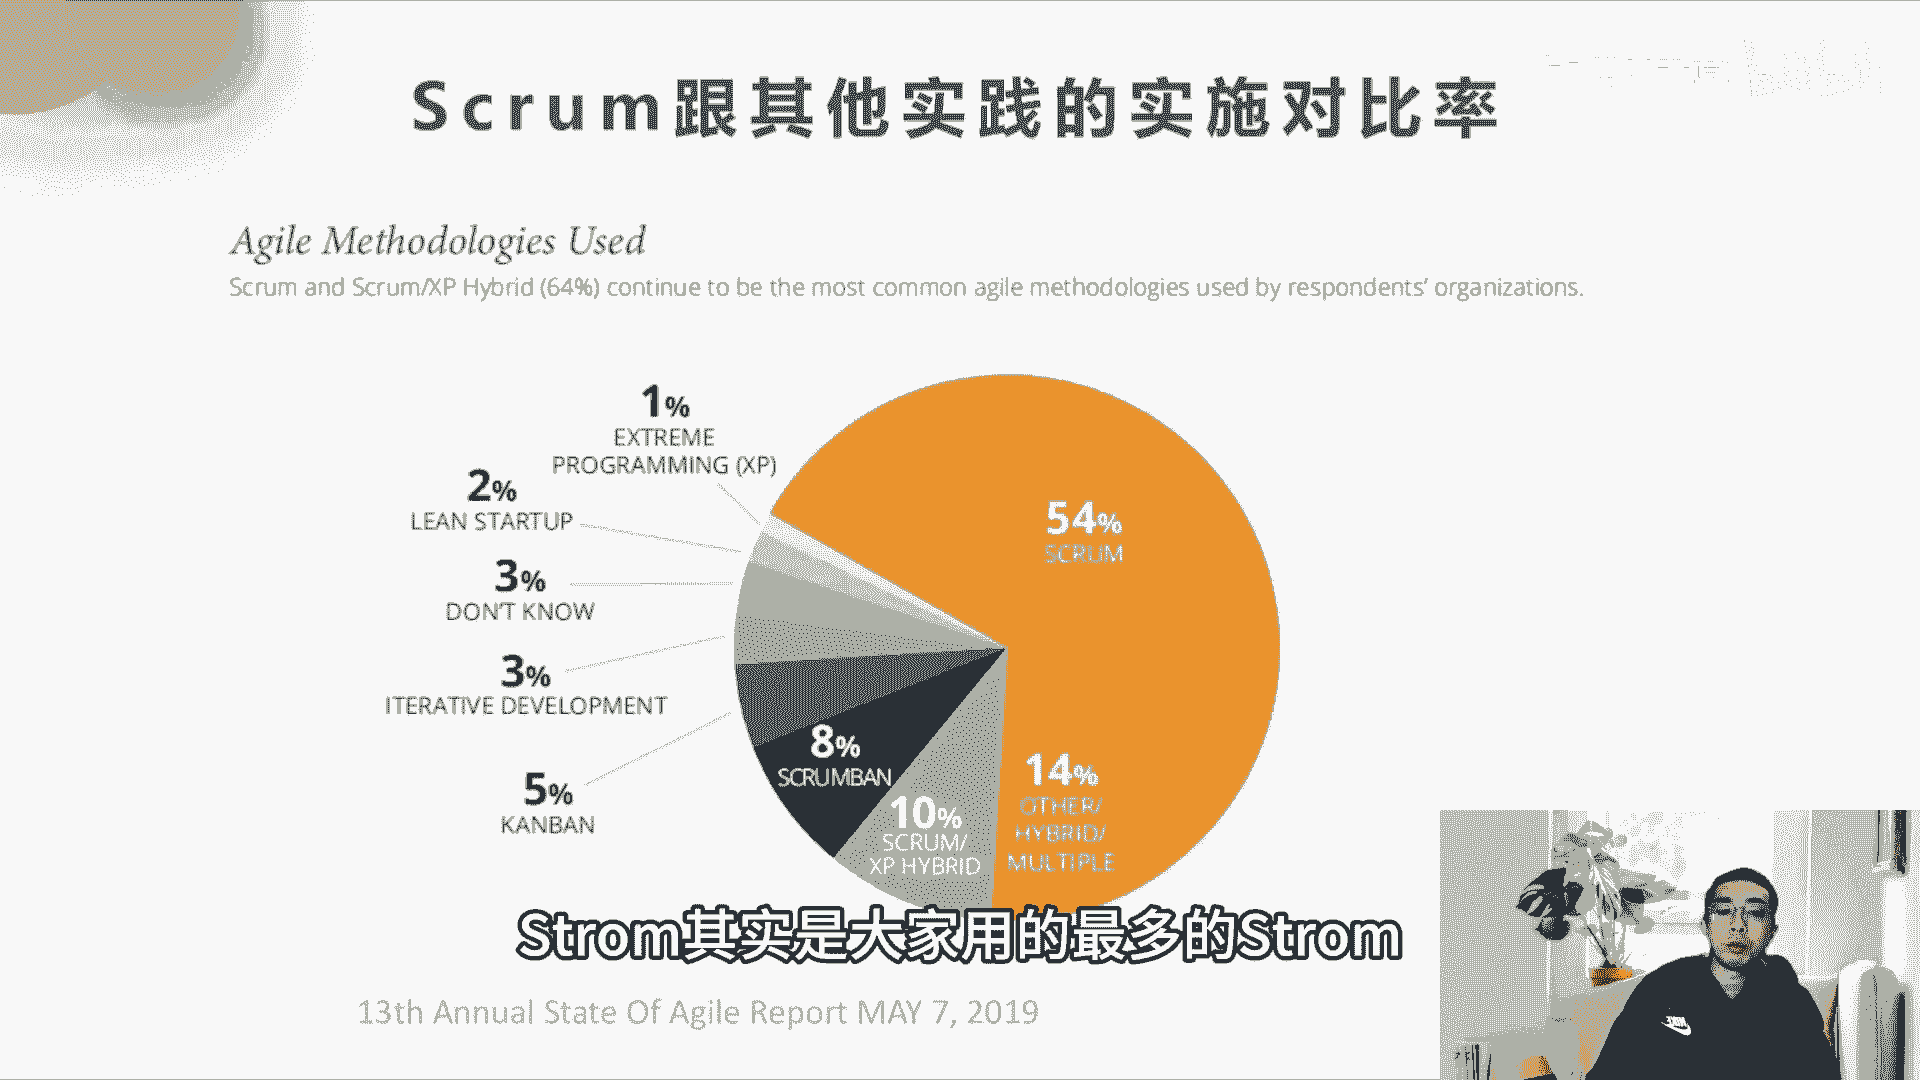 Scrum跟其他实践的实施对比率
Agile Methodologies Used
Scrum and Scrum/XP Hybrid (64%) continue to be the most common agile methodologies used by respondents' organizations.
1%
EXTREME
PROGRAMMING (XP)
2%
LEAN STARTUP
3%
DON'T KNOW
3%
ITERATIVE DEVELOPMENT
5%
KANBAN
54%
SCRUM
8%
SCRUMBAN
10%
SCRUM/
XP HYBRID
14%
OTHER/
HYBRID/
MULTIPLE
Strom其实是大家用的最多的Strom
13th Annual State Of Agile Report MAY 7, 2019
NIKE